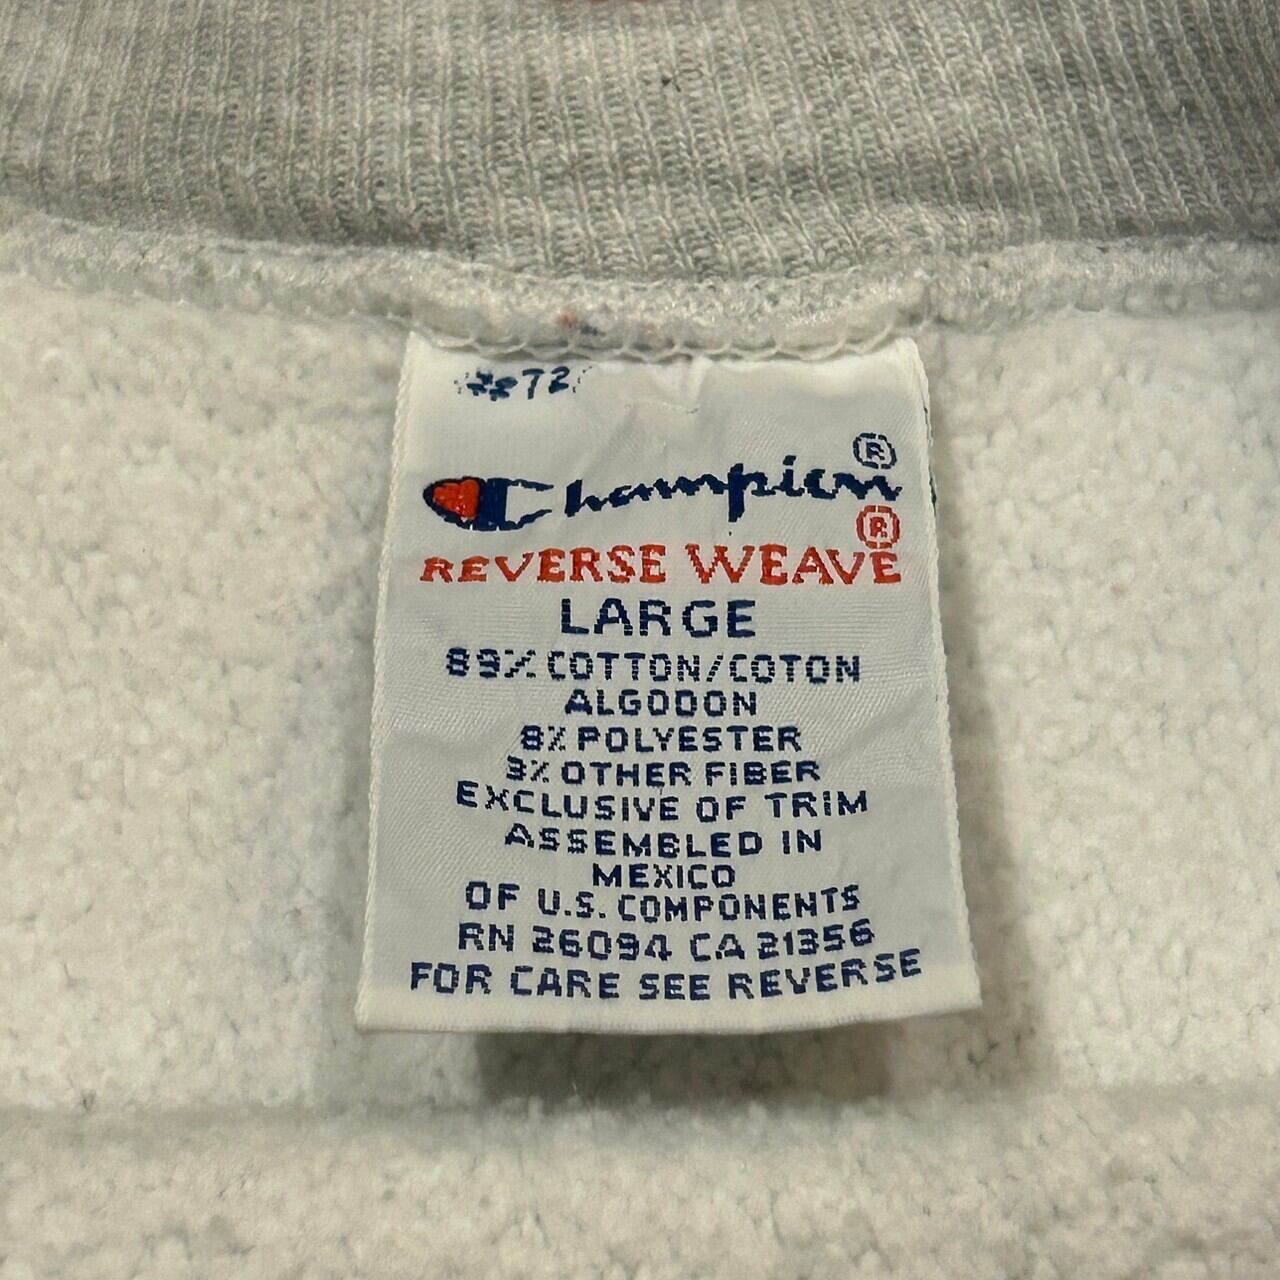 Champion®
REVERSE WEAVE®
LARGE
89% COTTON/COTON
ALGODON
8% POLYESTER
3% OTHER FIBER
EXCLUSIVE OF TRIM
ASSEMBLED IN
MEXICO
OF U.S. COMPONENTS
RN 26094 CA 21356
FOR CARE SEE REVERSE